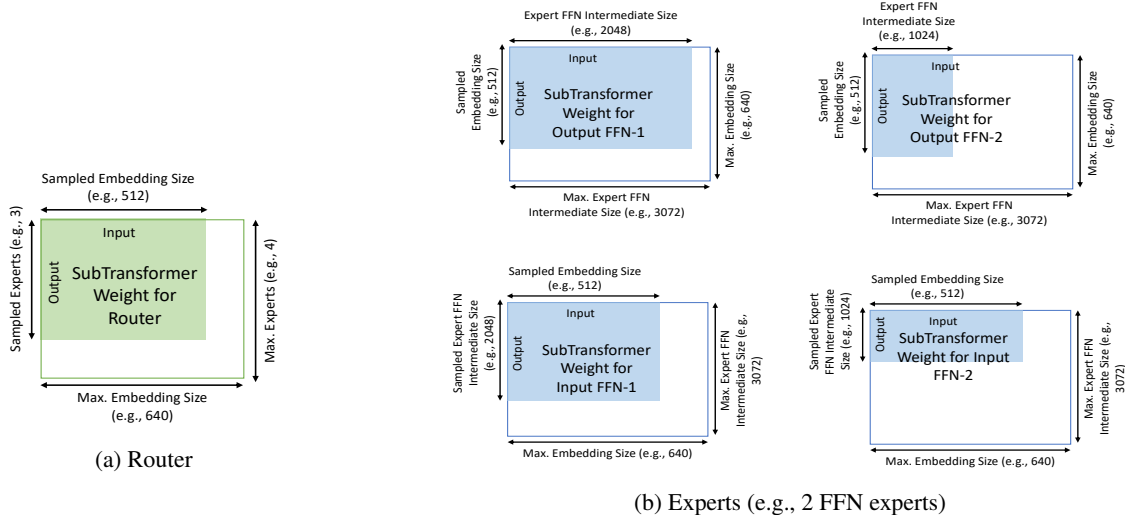 Sampled Embedding Size
(e.g., 512)
Sampled Experts (e.g., 3)
Input
Output
SubTransformer
Weight for
Router
Max. Experts (e.g., 4)
Max. Embedding Size
(e.g., 640)
(a) Router
Expert FFN Intermediate Size
(e.g., 2048)
Sampled
Embedding Size
(e.g., 512)
Input
Output
SubTransformer
Weight for
Output FFN-1
Max. Embedding Size
(e.g., 640)
Max. Expert FFN
Intermediate Size (e.g., 3072)
Expert FFN
Intermediate Size
(e.g., 1024)
Sampled
Embedding Size
(e.g., 512)
Input
Output
SubTransformer
Weight for
Output FFN-2
Max. Embedding Size
(e.g., 640)
Max. Expert FFN
Intermediate Size (e.g., 3072)
Sampled Embedding Size
(e.g., 512)
Sampled Expert FFN
Intermediate Size
(e.g., 2048)
Input
Output
SubTransformer
Weight for
Input FFN-1
Max. Expert FFN
Intermediate Size (e.g.,
3072)
Max. Embedding Size (e.g., 640)
Sampled Embedding Size
(e.g., 512)
Sampled Expert
FFN Intermediate
Size (e.g., 1024)
Input
Output
SubTransformer
Weight for Input
FFN-2
Max. Expert FFN
Intermediate Size (e.g.,
3072)
Max. Embedding Size (e.g., 640)
(b) Experts (e.g., 2 FFN experts)